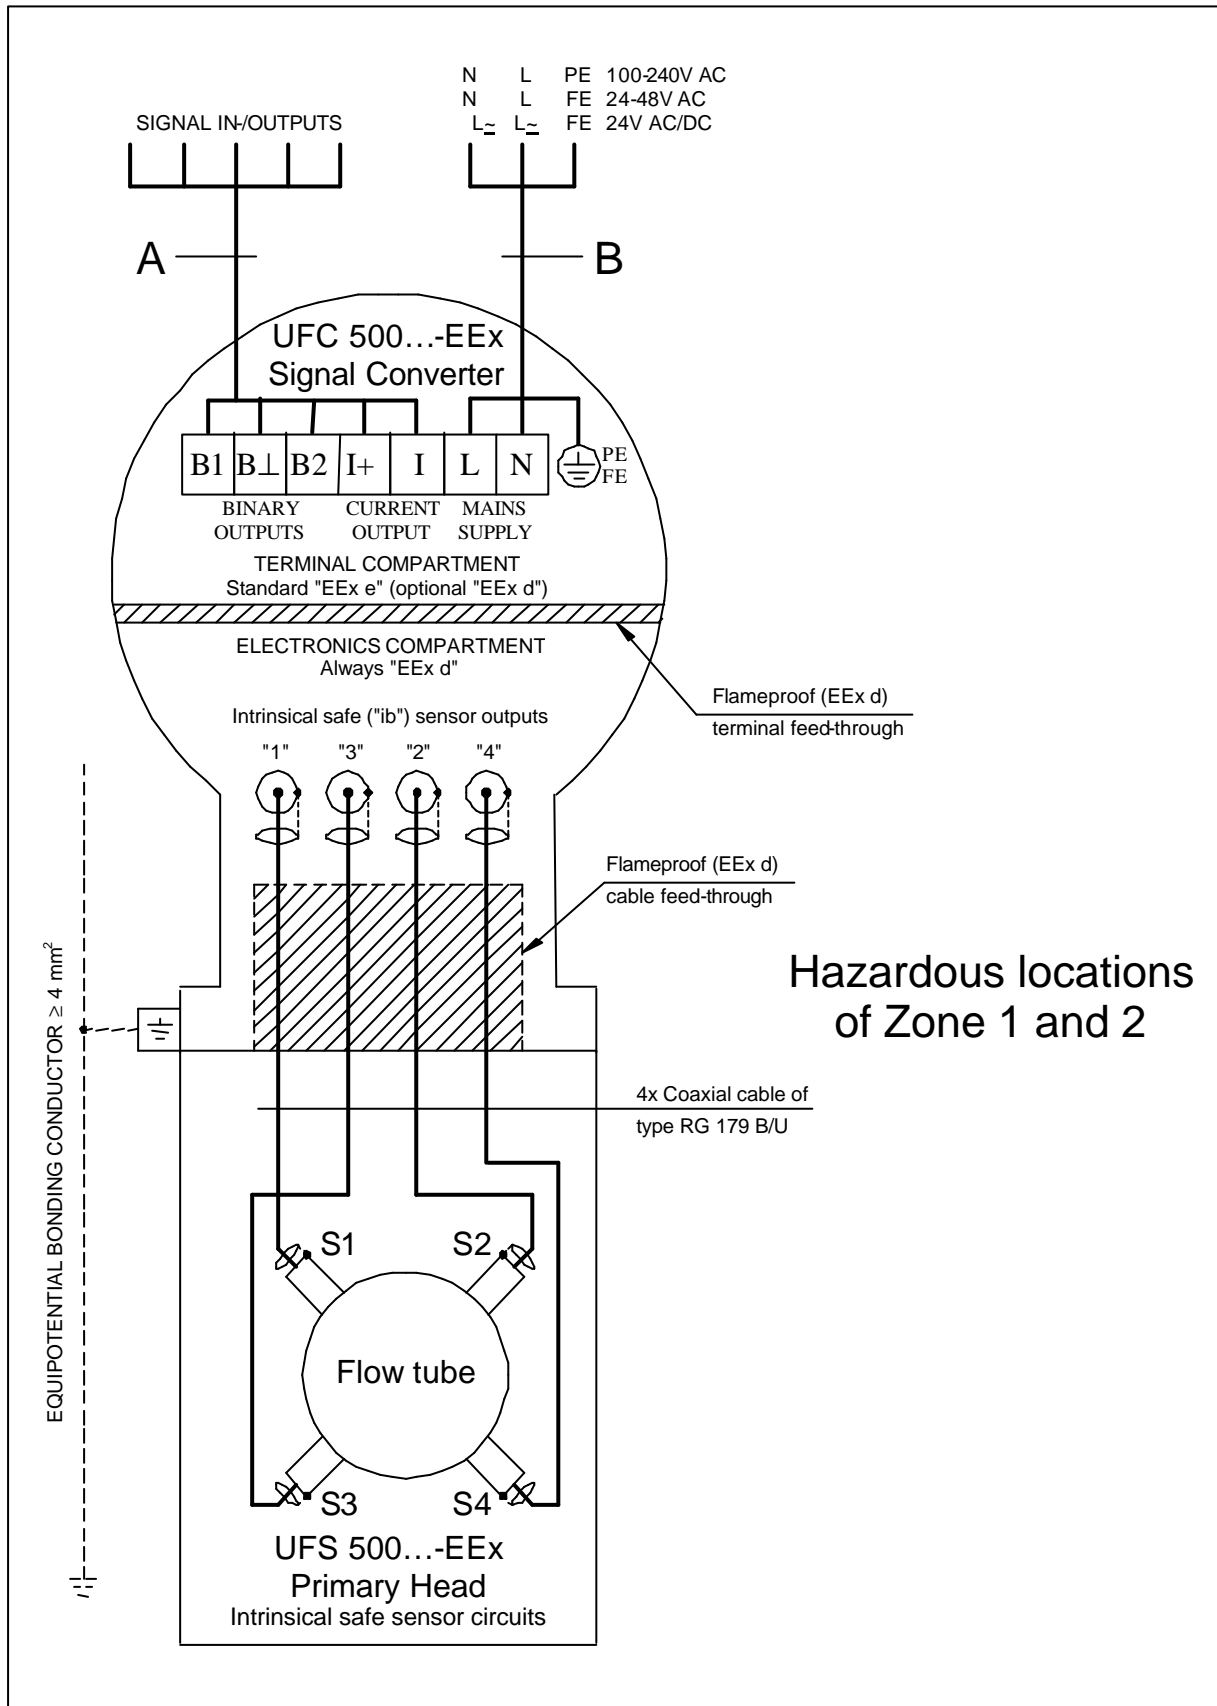 N L PE 100-240V AC
N L FE 24-48V AC
L≂ L≂ FE 24V AC/DC
SIGNAL IN-/OUTPUTS
A
B
UFC 500...-EEx
Signal Converter
B1 B⊥ B2 I+ I L N
PE
FE
BINARY
OUTPUTS
CURRENT
OUTPUT
MAINS
SUPPLY
TERMINAL COMPARTMENT
Standard "EEx e" (optional "EEx d")
ELECTRONICS COMPARTMENT
Always "EEx d"
Flameproof (EEx d)
terminal feed-through
Intrinsical safe ("ib") sensor outputs
"1" "3" "2" "4"
Flameproof (EEx d)
cable feed-through
Hazardous locations
of Zone 1 and 2
EQUIPOTENTIAL BONDING CONDUCTOR ≥ 4 mm²
4x Coaxial cable of
type RG 179 B/U
S1 S2
Flow tube
S3 S4
UFS 500...-EEx
Primary Head
Intrinsical safe sensor circuits